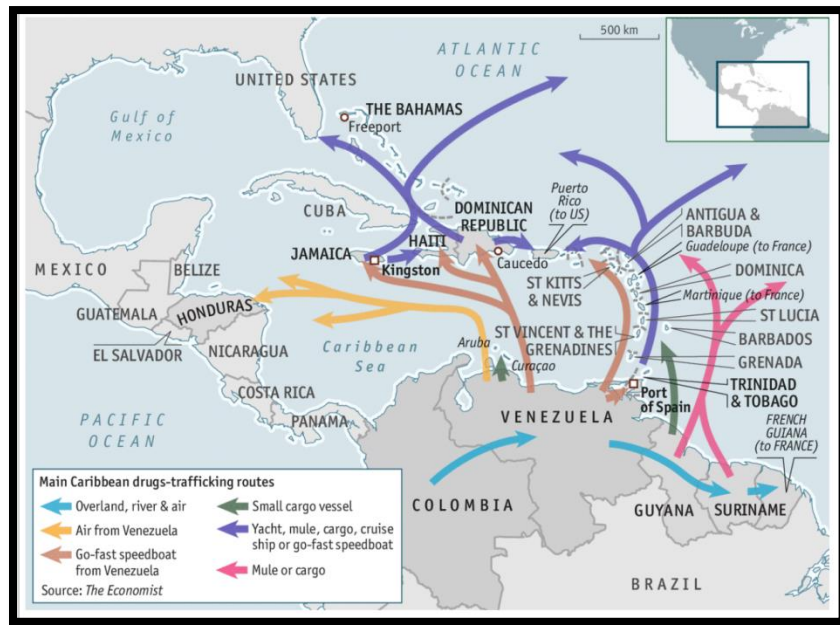 500 km
ATLANTIC
OCEAN
UNITED STATES
Gulf of
Mexico
THE BAHAMAS
Freeport
CUBA
DOMINICAN
REPUBLIC
Puerto
Rico
(to US)
ANTIGUA &
BARBUDA
Guadeloupe (to France)
MEXICO
BELIZE
JAMAICA
HAITI
Kingston
Caucedo
ST KITTS
& NEVIS
DOMINICA
Martinique (to France)
GUATEMALA
HONDURAS
ST LUCIA
ST VINCENT & THE
GRENADINES
BARBADOS
EL SALVADOR
NICARAGUA
Caribbean
Sea
Aruba
Curaçao
GRENADA
COSTA RICA
TRINIDAD
& TOBAGO
Port
of Spain
PACIFIC
OCEAN
PANAMA
VENEZUELA
FRENCH
GUIANA
(to FRANCE)
COLOMBIA
GUYANA
SURINAME
BRAZIL
Main Caribbean drugs-trafficking routes
Overland, river & air
Small cargo vessel
Air from Venezuela
Yacht, mule, cargo, cruise
ship or go-fast speedboat
Go-fast speedboat
from Venezuela
Mule or cargo
Source: The Economist